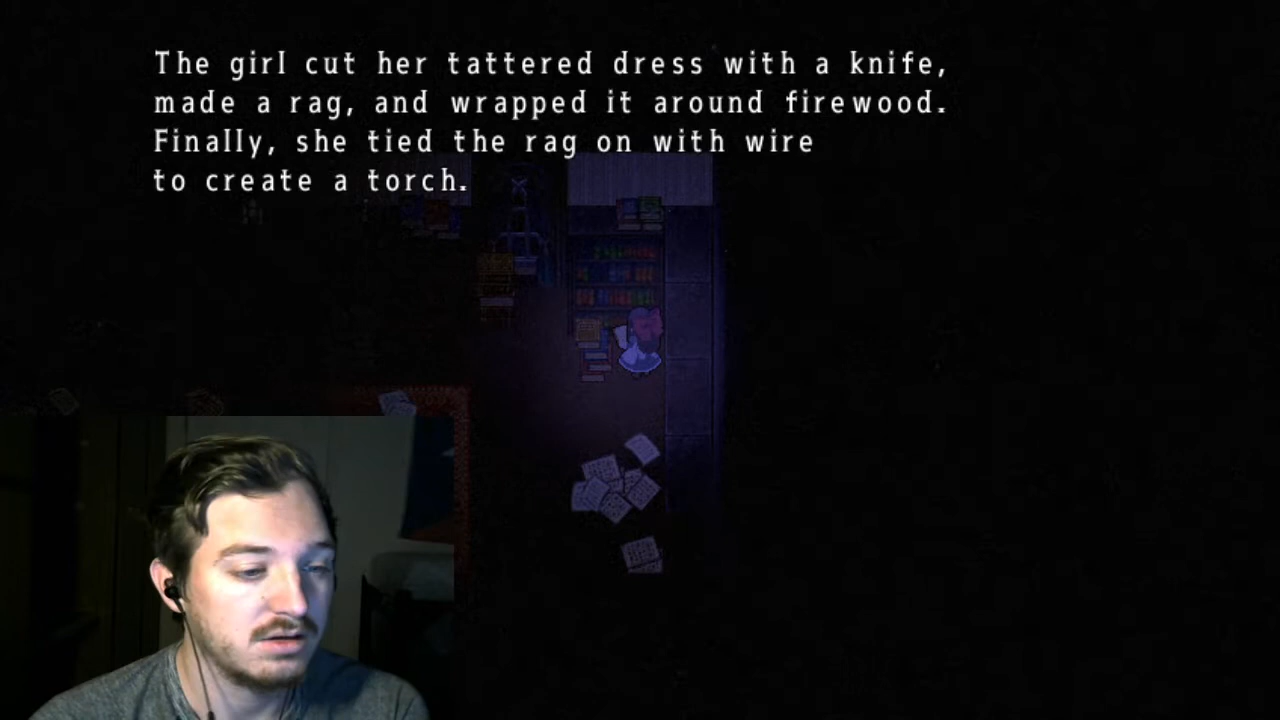 The girl cut her tattered dress with a knife,
made a rag, and wrapped it around firewood.
Finally, she tied the rag on with wire
to create a torch.